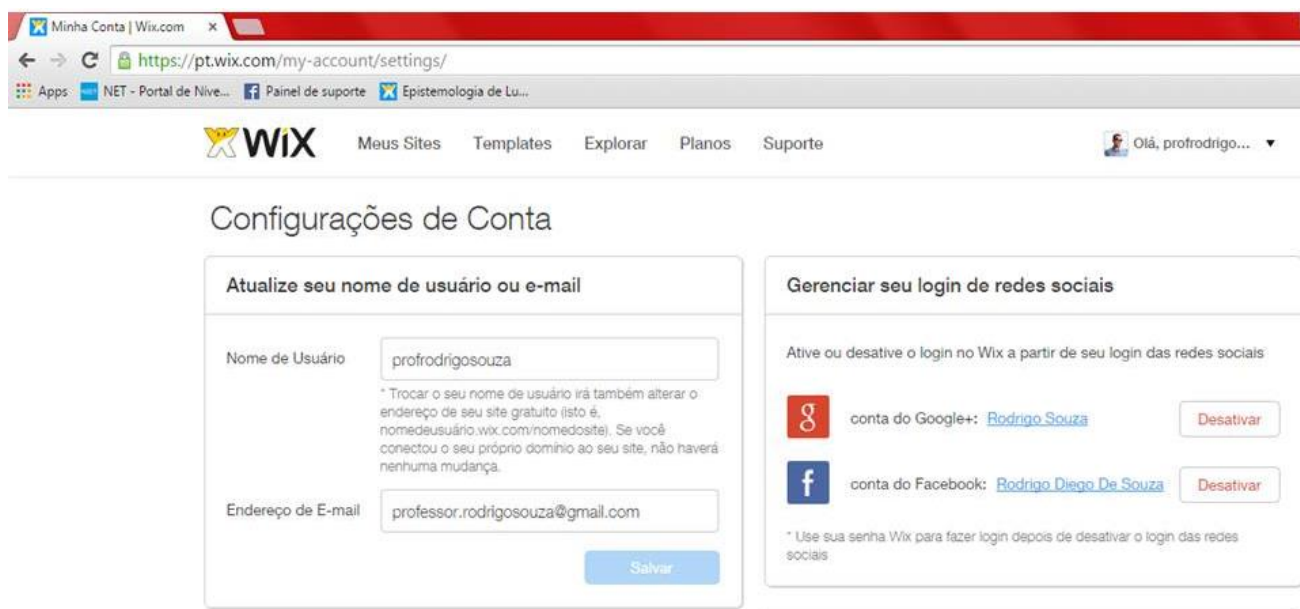 Minha Conta | Wix.com ×
https://pt.wix.com/my-account/settings/
Apps NET - Portal de Nive... Painel de suporte Epistemologia de Lu...
WiX Meus Sites Templates Explorar Planos Suporte Olá, profrodrigo... ▼
Configurações de Conta
Atualize seu nome de usuário ou e-mail
Nome de Usuário profrodrigosouza
* Trocar o seu nome de usuário irá também alterar o
endereço de seu site gratuito (isto é,
nomedeusuário.wix.com/nomedosite). Se você
conectou o seu próprio domínio ao seu site, não haverá
nenhuma mudança.
Endereço de E-mail professor.rodrigosouza@gmail.com
Salvar
Gerenciar seu login de redes sociais
Ative ou desative o login no Wix a partir de seu login das redes sociais
g conta do Google+: Rodrigo Souza Desativar
f conta do Facebook: Rodrigo Diego De Souza Desativar
* Use sua senha Wix para fazer login depois de desativar o login das redes
sociais